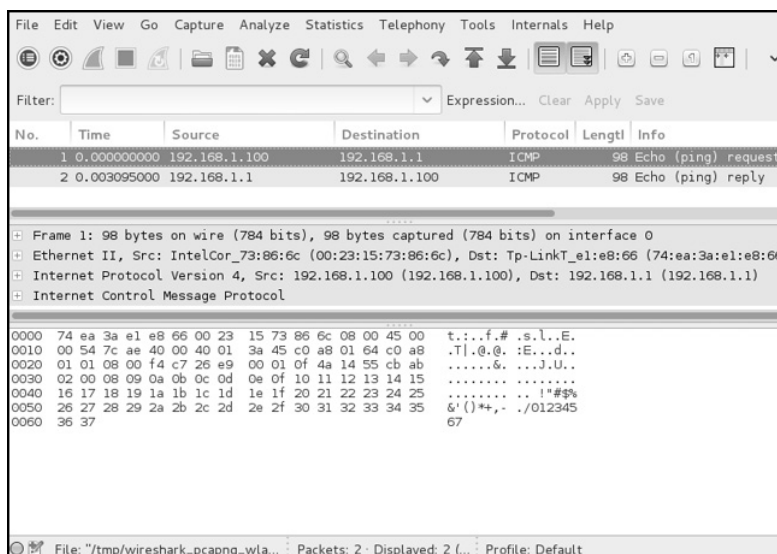 File Edit View Go Capture Analyze Statistics Telephony Tools Internals Help
Filter: Expression... Clear Apply Save
No. Time Source Destination Protocol Lengtl Info
1 0.000000000 192.168.1.100 192.168.1.1 ICMP 98 Echo (ping) request
2 0.003095000 192.168.1.1 192.168.1.100 ICMP 98 Echo (ping) reply
Frame 1: 98 bytes on wire (784 bits), 98 bytes captured (784 bits) on interface 0
Ethernet II, Src: IntelCor_73:86:6c (00:23:15:73:86:6c), Dst: Tp-LinkT_e1:e8:66 (74:ea:3a:e1:e8:66
Internet Protocol Version 4, Src: 192.168.1.100 (192.168.1.100), Dst: 192.168.1.1 (192.168.1.1)
Internet Control Message Protocol
0000 74 ea 3a e1 e8 66 00 23 15 73 86 6c 08 00 45 00 t.:..f.# .s.l..E.
0010 00 54 7c ae 40 00 40 01 3a 45 c0 a8 01 64 c0 a8 .T|.@.@. :E...d..
0020 01 01 08 00 f4 c7 26 e9 00 01 0f 4a 14 55 cb ab ......&. ...J.U..
0030 02 00 08 09 0a 0b 0c 0d 0e 0f 10 11 12 13 14 15 ........ ........
0040 16 17 18 19 1a 1b 1c 1d 1e 1f 20 21 22 23 24 25 ........ .. !"#$%
0050 26 27 28 29 2a 2b 2c 2d 2e 2f 30 31 32 33 34 35 &'()*+,- ./012345
0060 36 37 67
File: "/tmp/wireshark_pcapng_wla... Packets: 2 · Displayed: 2 (... Profile: Default